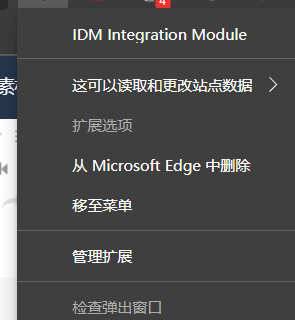 4
IDM Integration Module
这可以读取和更改站点数据
素材
扩展选项
从 Microsoft Edge 中删除
移至菜单
管理扩展
检查弹出窗口